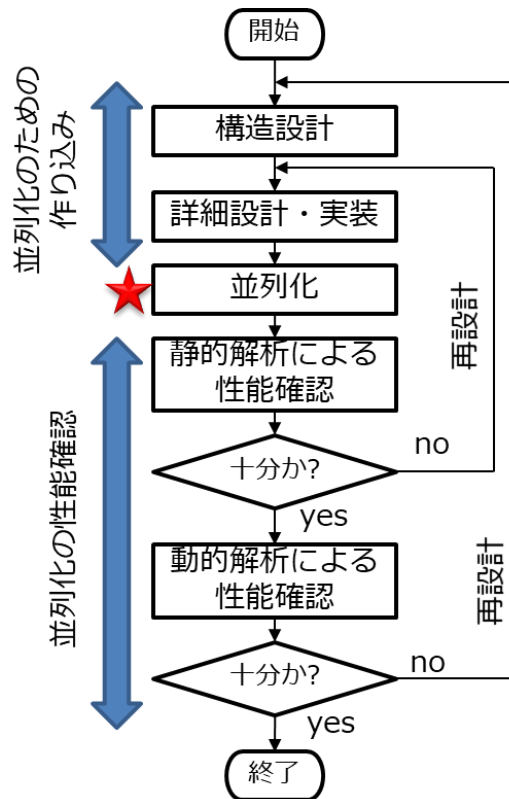 開始
並列化のための
作り込み
構造設計
詳細設計・実装
並列化
再設計
静的解析による
性能確認
十分か?
no
yes
並列化の性能確認
動的解析による
性能確認
再設計
十分か?
no
yes
終了